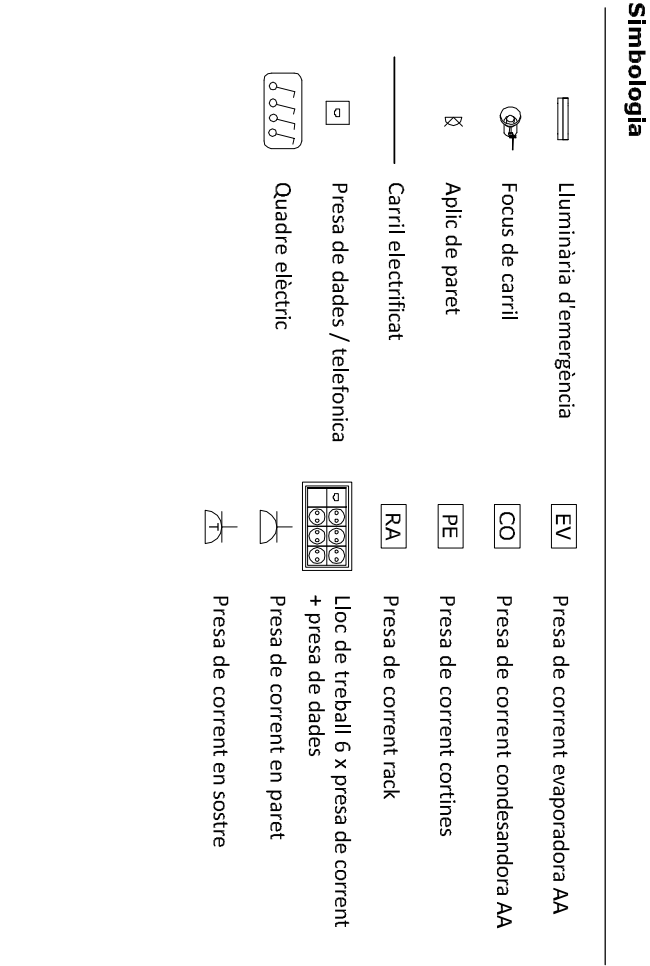 Simbologia
Lluminària d'emergència
Focus de carril
Aplic de paret
Carril electrificat
Presa de dades / telefonica
Quadre elèctric
EV Presa de corrent evaporadora AA
CO Presa de corrent condesandora AA
PE Presa de corrent cortines
RA Presa de corrent rack
Lloc de treball 6 x presa de corrent
+ presa de dades
Presa de corrent en paret
T Presa de corrent en sostre